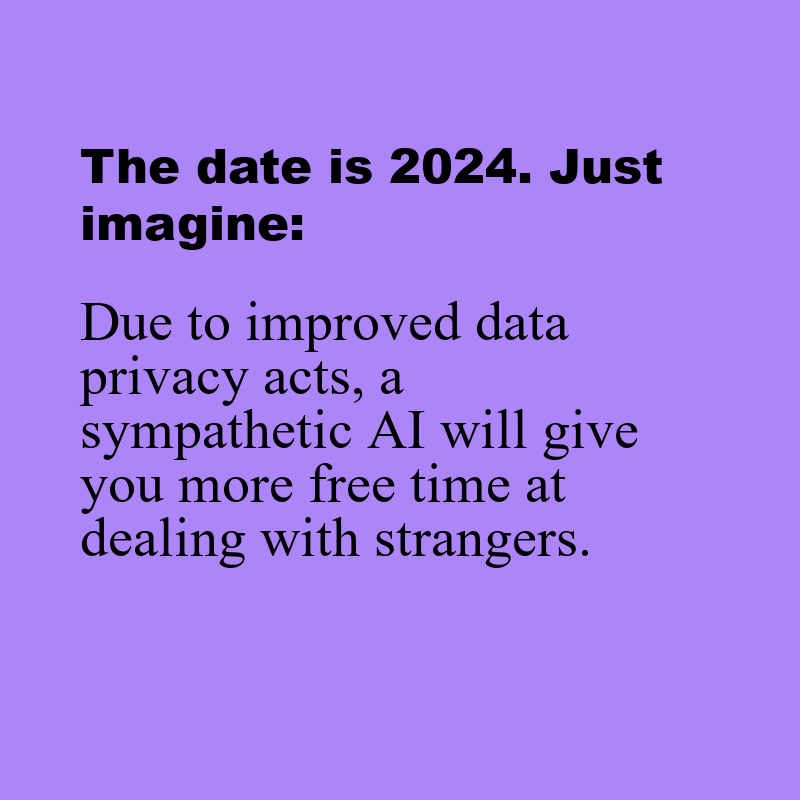 The date is 2024. Just
imagine:
Due to improved data
privacy acts, a
sympathetic AI will give
you more free time at
dealing with strangers.